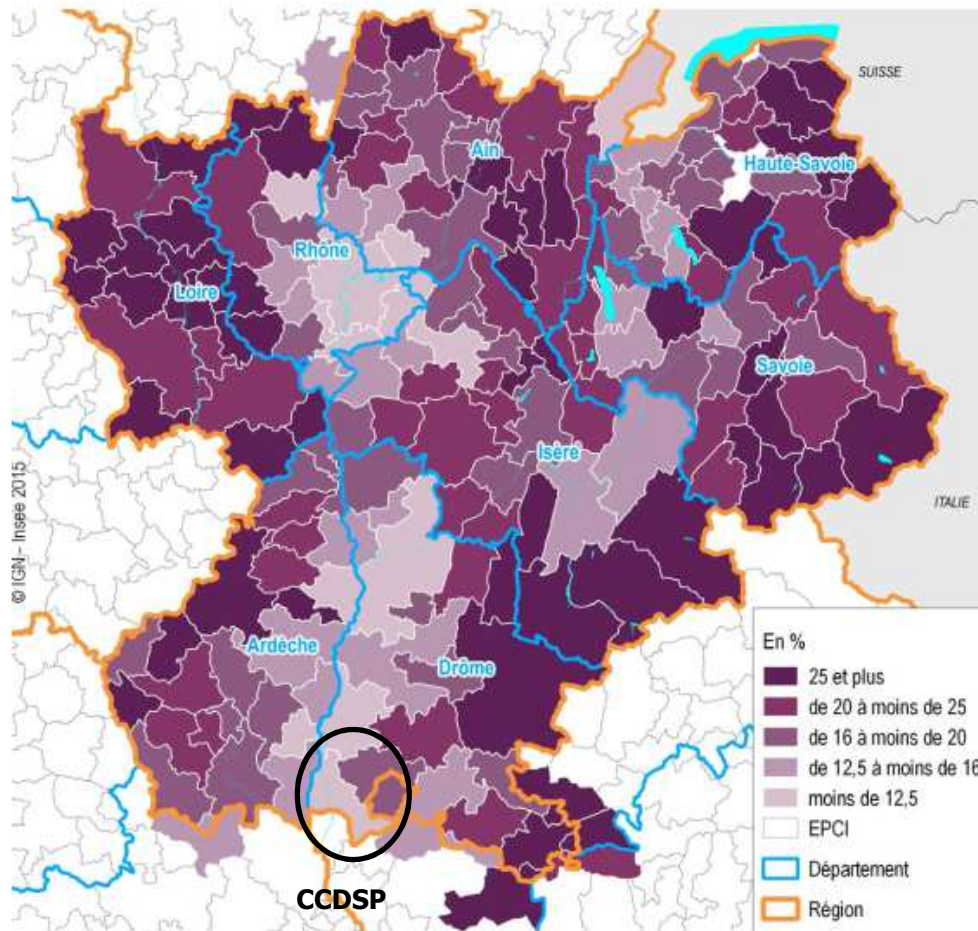 SUISSE
Ain
Haute-Savoie
Rhône
Loire
Savoie
Isère
© IGN - Insee 2015
ITALIE
Ardèche
Drôme
En %
25 et plus
de 20 à moins de 25
de 16 à moins de 20
de 12,5 à moins de 16
moins de 12,5
EPCI
Département
Région
CCDSP